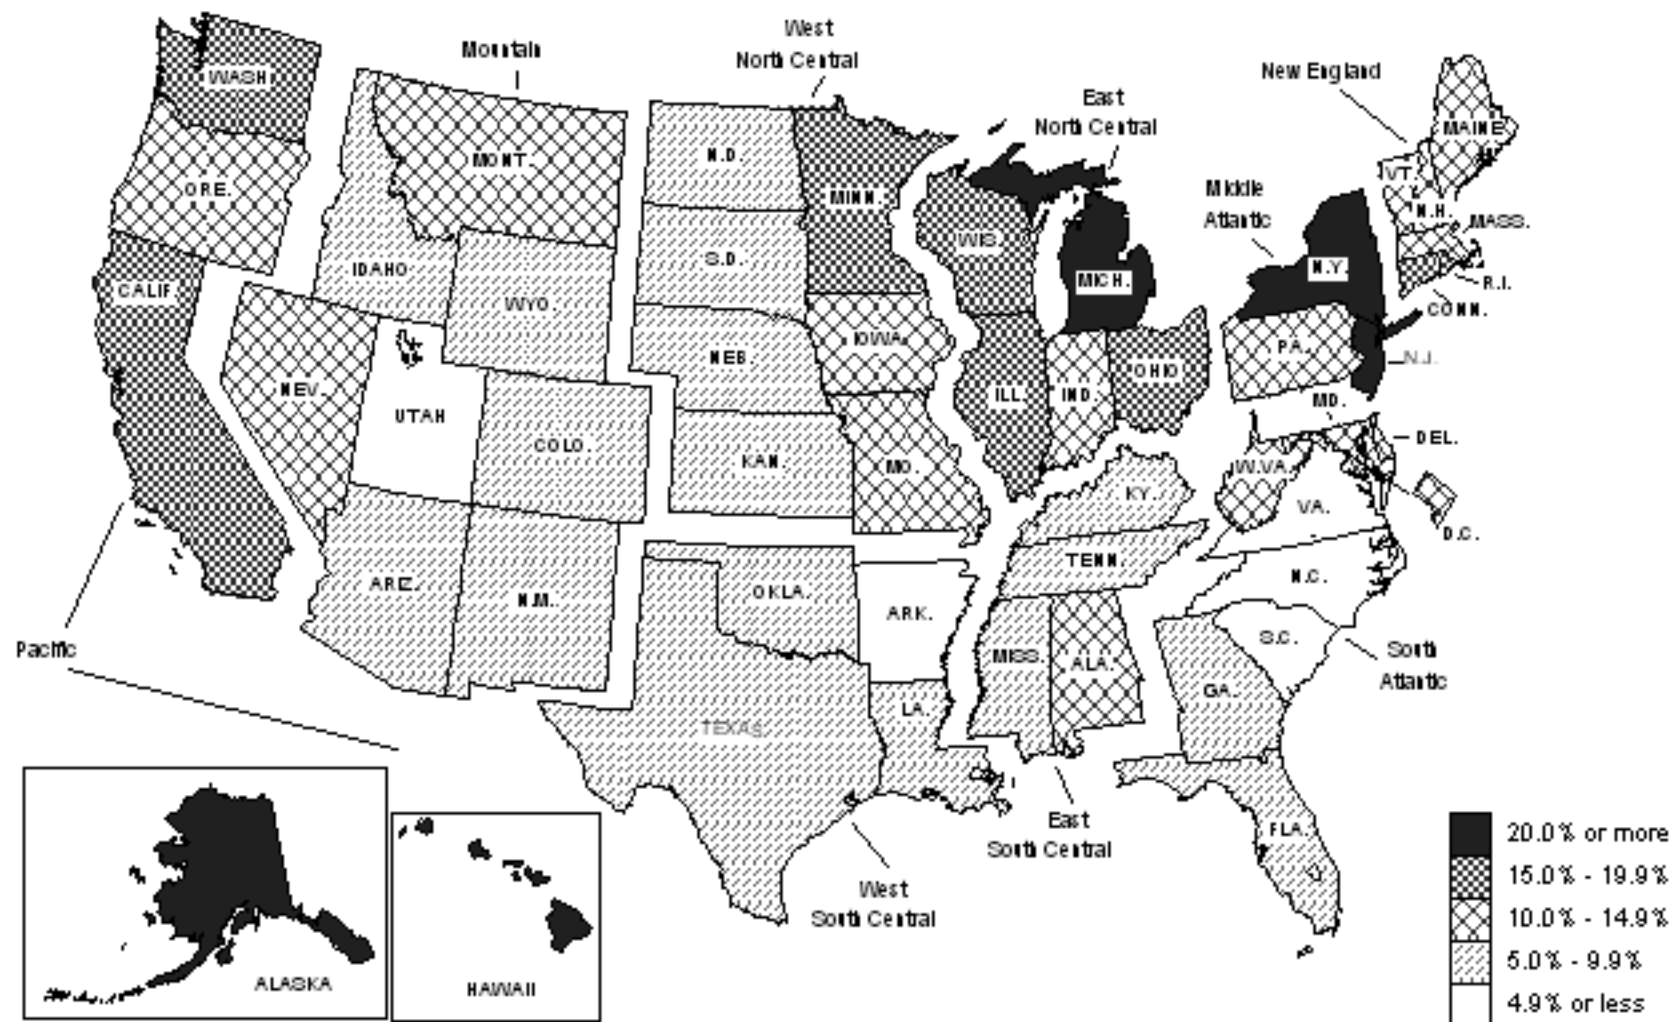 West
North Central
Mountain
New England
East
North Central
WASH
MAINE
N.D.
MONT.
VT.
ORE.
MINN.
Middle
Atlantic
N.H.
MASS.
WIS.
S.D.
IDAHO
N.Y.
MICH.
CALIF.
R.I.
WYO.
CONN.
IOWA
PA.
NEB
N.J.
OHIO
NEV.
ILL.
IND.
MD.
UTAH
DEL.
COLO.
KAN.
MO.
W.VA.
KY.
VA.
D.C.
TENN.
ARIZ.
N.M.
OKLA.
ARK.
N.C.
Pacific
S.C.
South
Atlantic
MISS.
ALA.
GA.
LA.
TEXAS
East
South Central
FLA.
West
South Central
ALASKA
HAWAII
20.0% or more
15.0% - 19.9%
10.0% - 14.9%
5.0% - 9.9%
4.9% or less